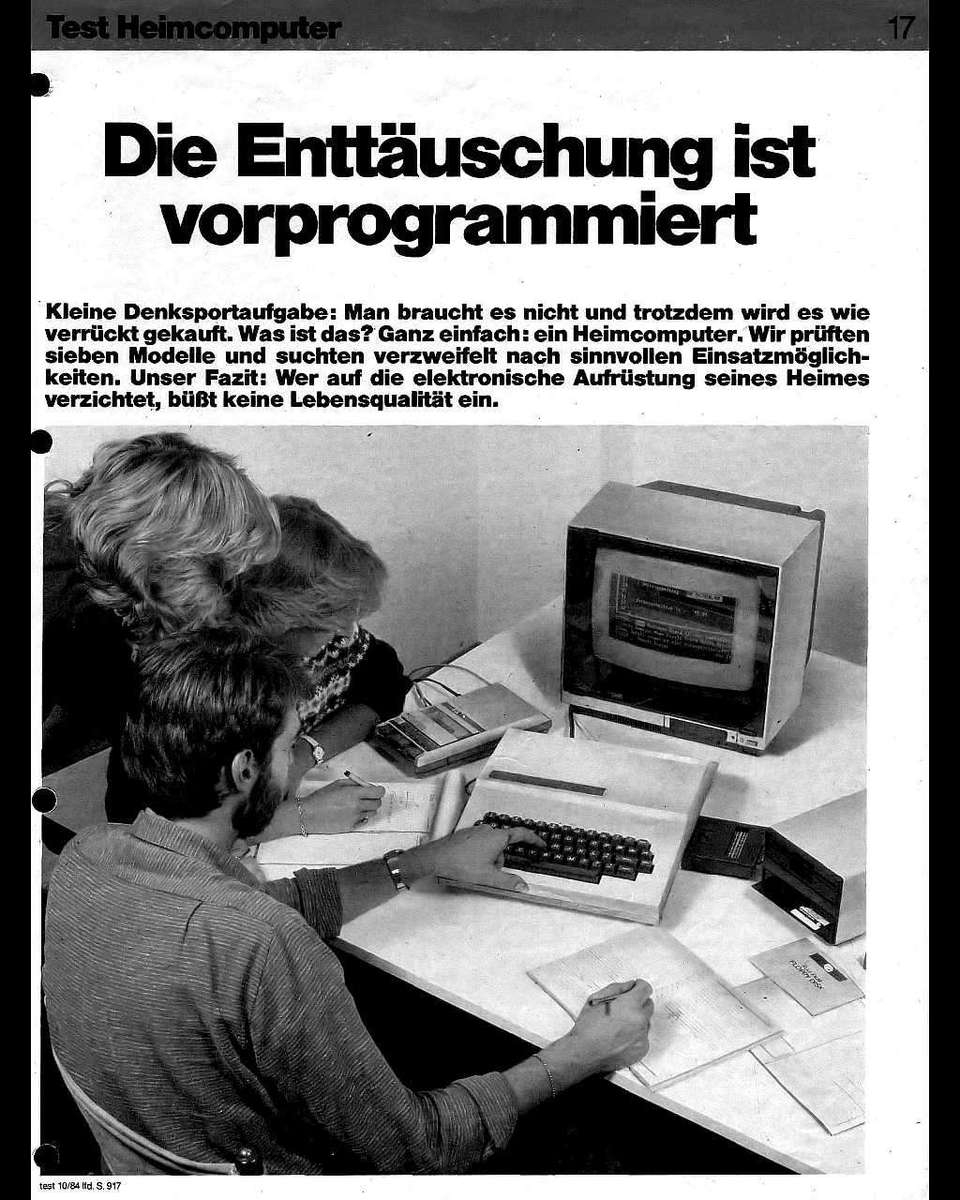 Test Heimcomputer
17
Die Enttäuschung ist
vorprogrammiert
Kleine Denksportaufgabe: Man braucht es nicht und trotzdem wird es wie
verrückt gekauft. Was ist das? Ganz einfach: ein Heimcomputer. Wir prüften
sieben Modelle und suchten verzweifelt nach sinnvollen Einsatzmöglich-
keiten. Unser Fazit: Wer auf die elektronische Aufrüstung seines Heimes
verzichtet, büßt keine Lebensqualität ein.
FLOPPY DISK
test 10/84 lfd. S. 917